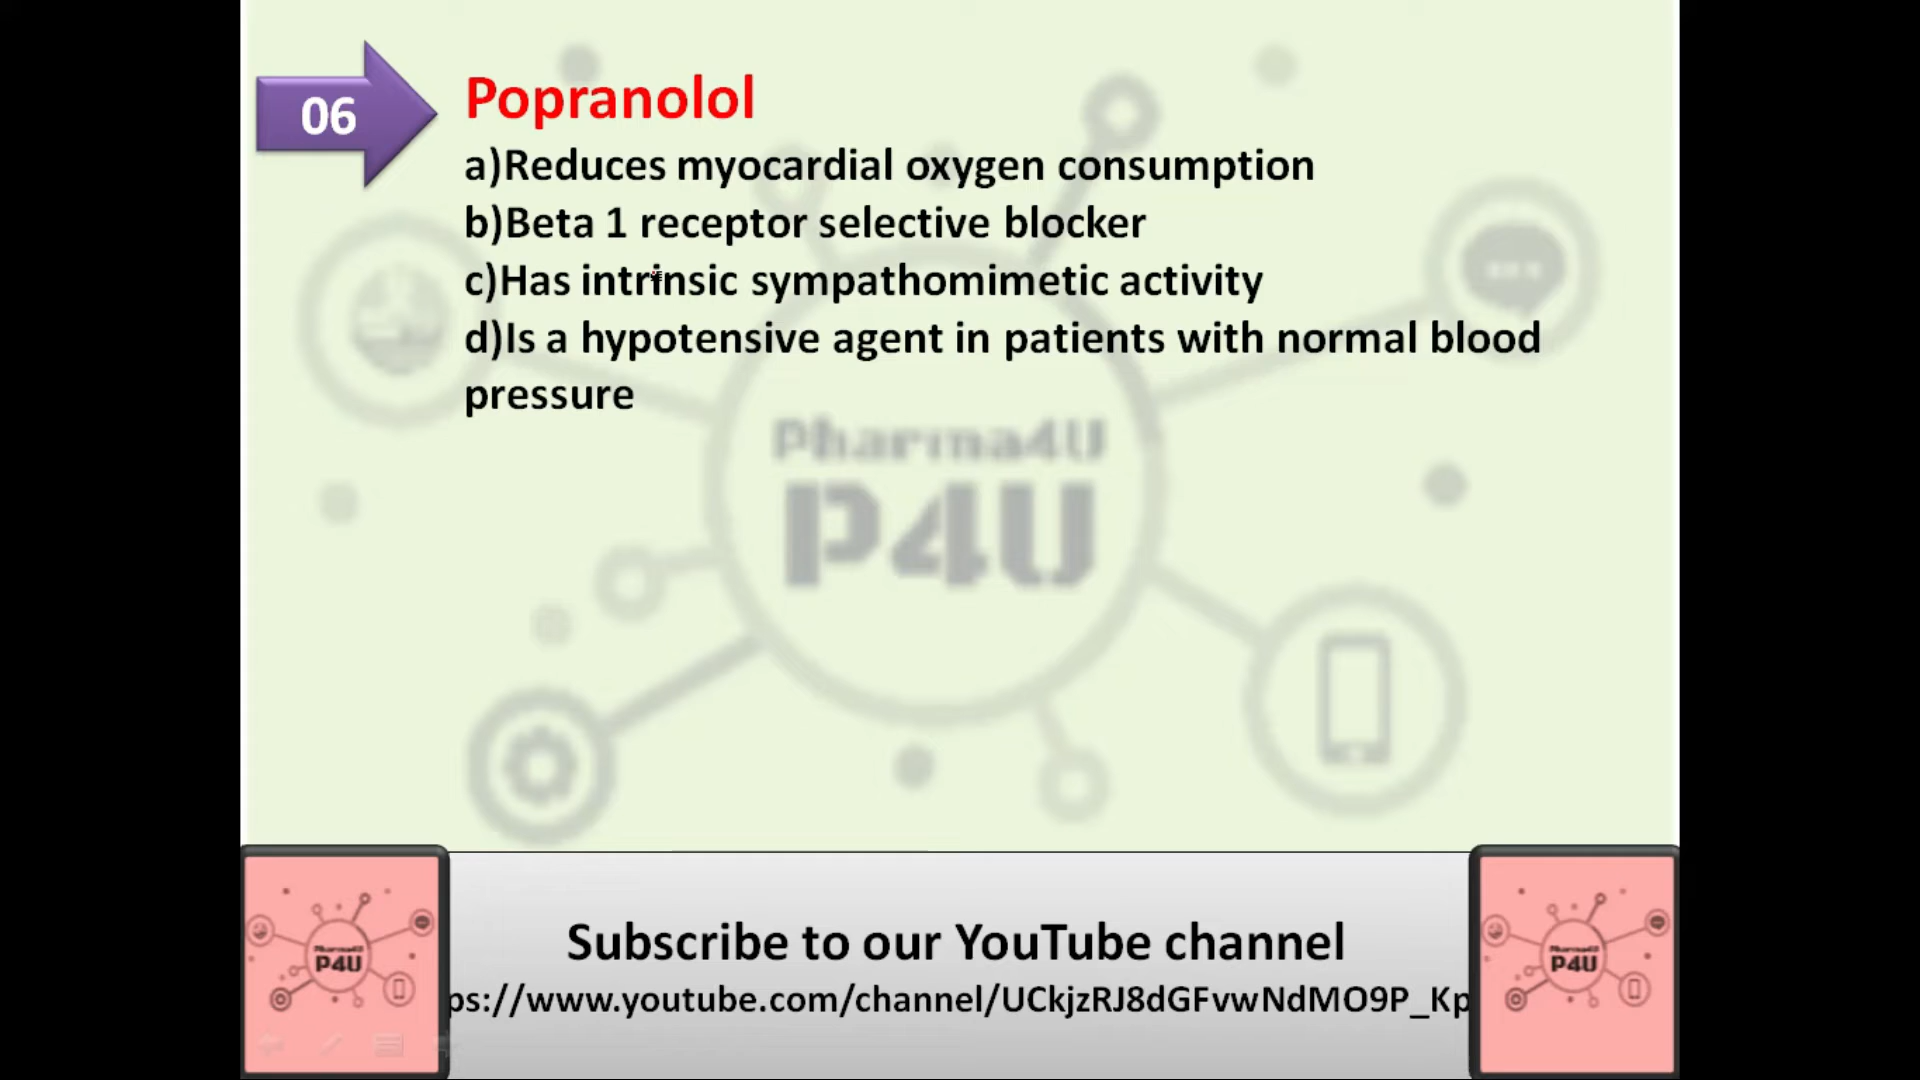 06
Popranolol
a)Reduces myocardial oxygen consumption
b)Beta 1 receptor selective blocker
c)Has intrinsic sympathomimetic activity
d)Is a hypotensive agent in patients with normal blood
pressure
Pharma4U
P4U
Subscribe to our YouTube channel
ps://www.youtube.com/channel/UCkjzRJ8dGFvwNdMO9P_Kp
Pharma4U
P4U
Pharma4U
P4U